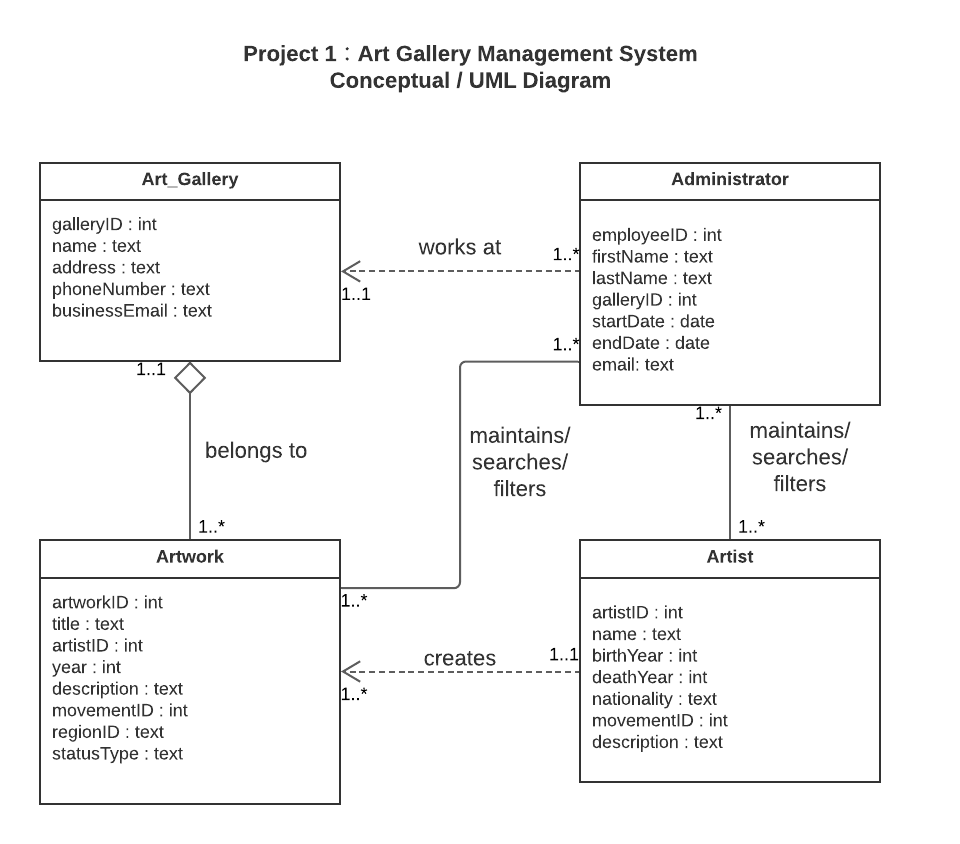 Project 1 : Art Gallery Management System
Conceptual / UML Diagram
Art_Gallery
galleryID : int
name : text
address : text
phoneNumber : text
businessEmail : text
works at
1..*
1..1
Administrator
employeeID : int
firstName : text
lastName : text
galleryID : int
startDate : date
endDate : date
email: text
1..*
1..1
belongs to
1..*
maintains/
searches/
filters
1..*
1..*
maintains/
searches/
filters
1..*
Artwork
artworkID : int
title : text
artistID : int
year : int
description : text
movementID : int
regionID : text
statusType : text
creates
1..1
1..*
Artist
artistID : int
name : text
birthYear : int
deathYear : int
nationality : text
movementID : int
description : text